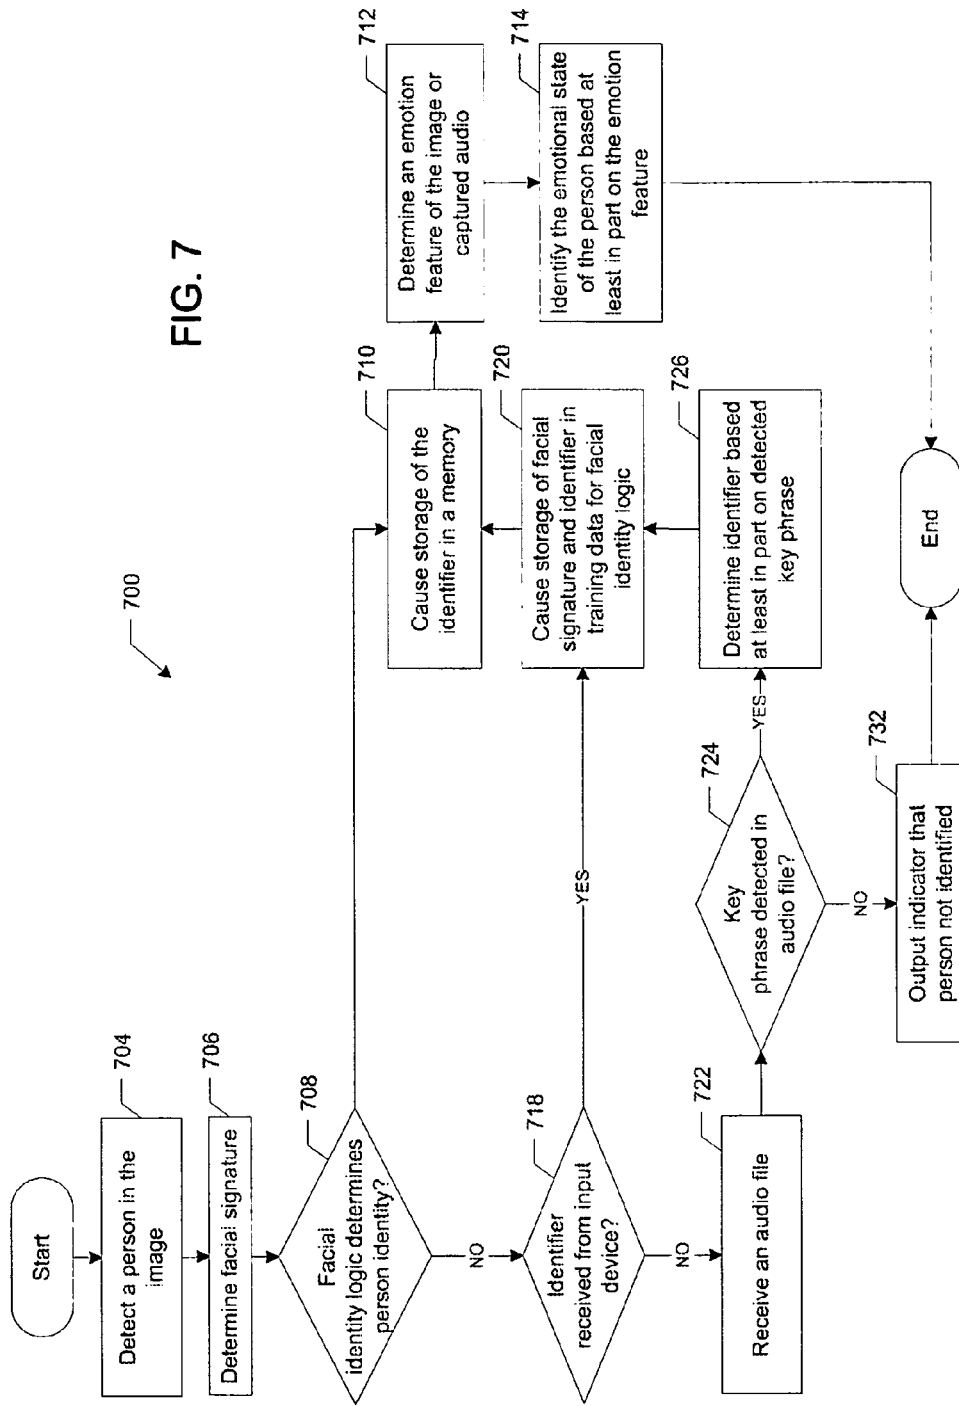 FIG. 7
700
Start
704
Detect a person in the
image
706
Determine facial signature
708
Facial
identity logic determines
person identity?
NO
710
Cause storage of the
identifier in a memory
712
Determine an emotion
feature of the image or
captured audio
714
Identify the emotional state
of the person based at
least in part on the emotion
feature
718
Identifier
received from input
device?
YES
NO
720
Cause storage of facial
signature and identifier in
training data for facial
identity logic
722
Receive an audio file
724
Key
phrase detected in
audio file?
YES
NO
726
Determine identifier based
at least in part on detected
key phrase
732
Output indicator that
person not identified
End